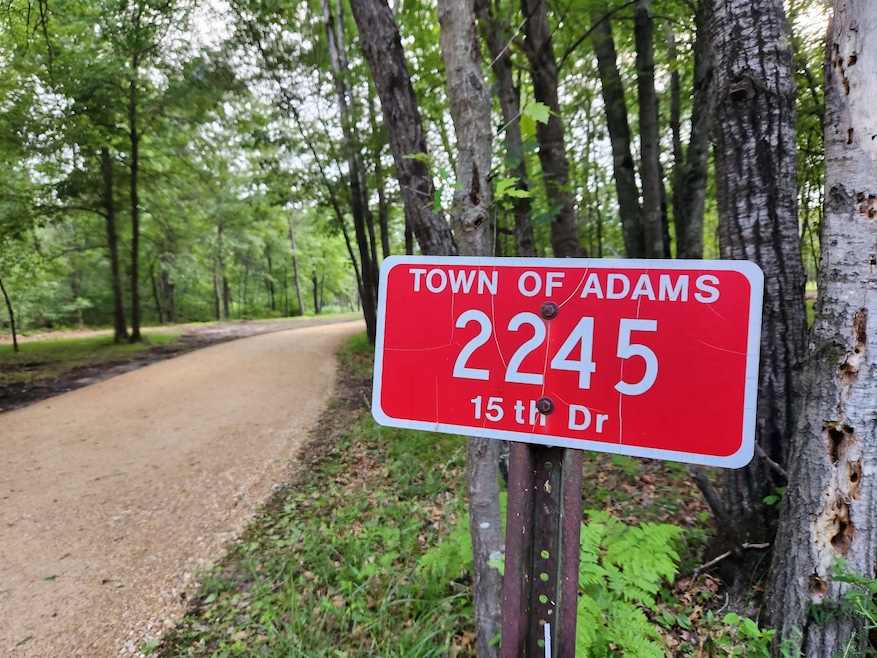 TOWN OF ADAMS
2245
15 th Dr